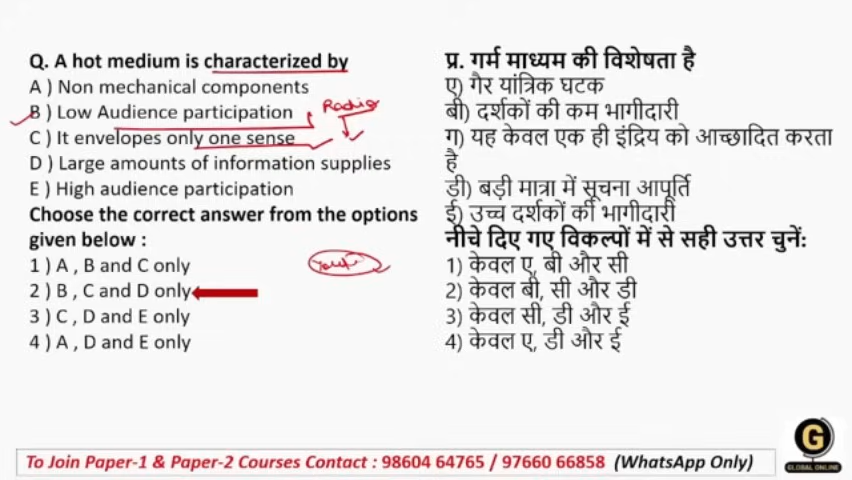 Q. A hot medium is characterized by
A ) Non mechanical components
B ) Low Audience participation
Radio
C ) It envelopes only one sense
D ) Large amounts of information supplies
E ) High audience participation
Choose the correct answer from the options
given below :
1 ) A , B and C only
2 ) B , C and D only
3 ) C , D and E only
4 ) A , D and E only
प्र. गर्म माध्यम की विशेषता है
ए) गैर यांत्रिक घटक
बी) दर्शकों की कम भागीदारी
ग) यह केवल एक ही इंद्रिय को आच्छादित करता
है
डी) बड़ी मात्रा में सूचना आपूर्ति
ई) उच्च दर्शकों की भागीदारी
नीचे दिए गए विकल्पों में से सही उत्तर चुनें:
1) केवल ए, बी और सी
2) केवल बी, सी और डी
3) केवल सी, डी और ई
4) केवल ए, डी और ई
G
GLOBAL ONLINE
To Join Paper-1 & Paper-2 Courses Contact : 98604 64765 / 97660 66858 (WhatsApp Only)